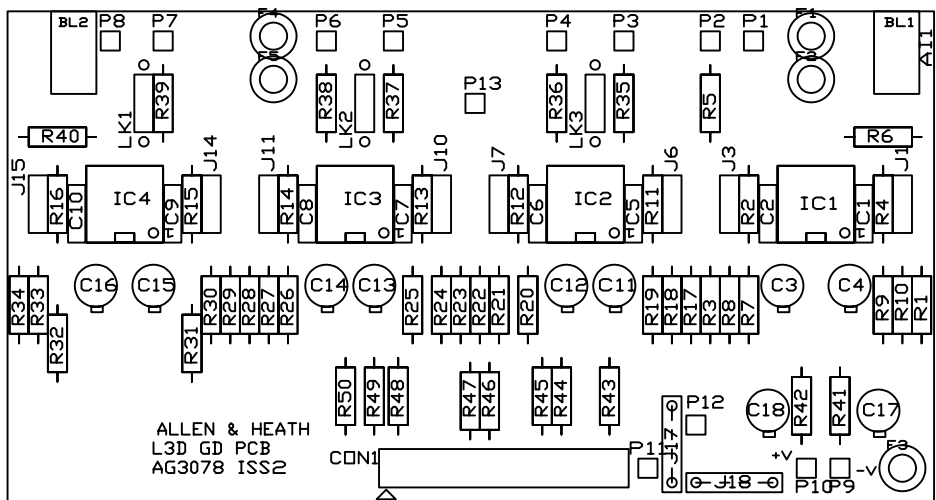 BL2 P8 P7 F4 P6 P5 P4 P3 P2 P1 F1 BL1
F5 F2 AI1
LK1 R39 R38 LK2 R37 P13 R36 LK3 R35 R5
R40 R6
J15 J14 J11 J10 J7 J6 J3 J1
R16 C10 IC4 C9 R15 R14 C8 IC3 C7 R13 R12 C6 IC2 C5 R11 R2 C2 IC1 C1 R4
1 1 1 1
R34 R33 C16 C15 R30 R29 R28 R27 R26 C14 C13 R25 R24 R23 R22 R21 R20 C12 C11 R19 R18 R17 R3 R8 R7 C3 C4 R9 R10 R1
R32 R31
R50 R49 R48 R47 R46 R45 R44 R43 P12 C18 R42 R41 C17
ALLEN & HEATH
L3D GD PCB
AG3078 ISS2
CON1 P11 J17 J18 +V P10 P9 -V F3